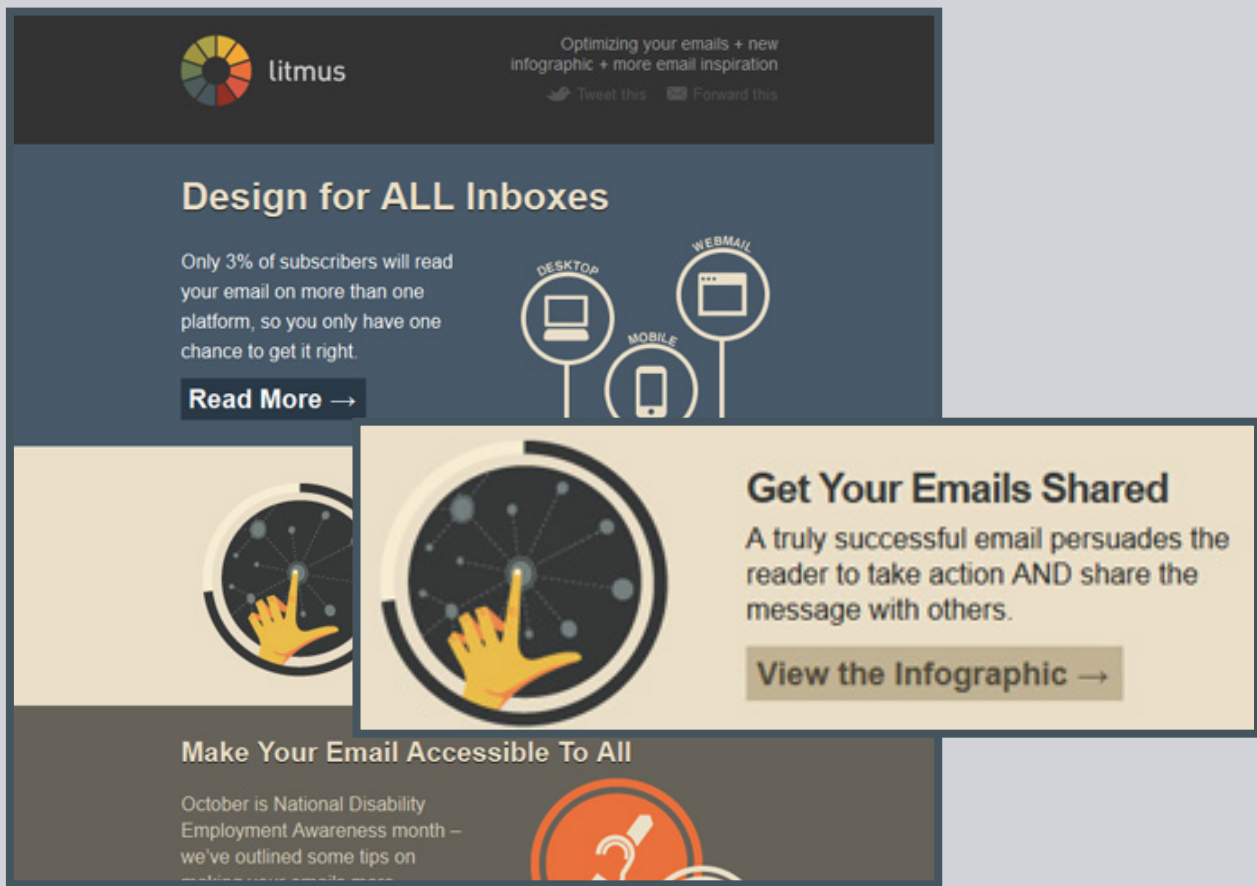 litmus
Optimizing your emails + new
infographic + more email inspiration
Tweet this Forward this
Design for ALL Inboxes
Only 3% of subscribers will read
your email on more than one
platform, so you only have one
chance to get it right.
Read More →
DESKTOP
WEBMAIL
MOBILE
Get Your Emails Shared
A truly successful email persuades the
reader to take action AND share the
message with others.
View the Infographic →
Make Your Email Accessible To All
October is National Disability
Employment Awareness month –
we've outlined some tips on
making your emails more